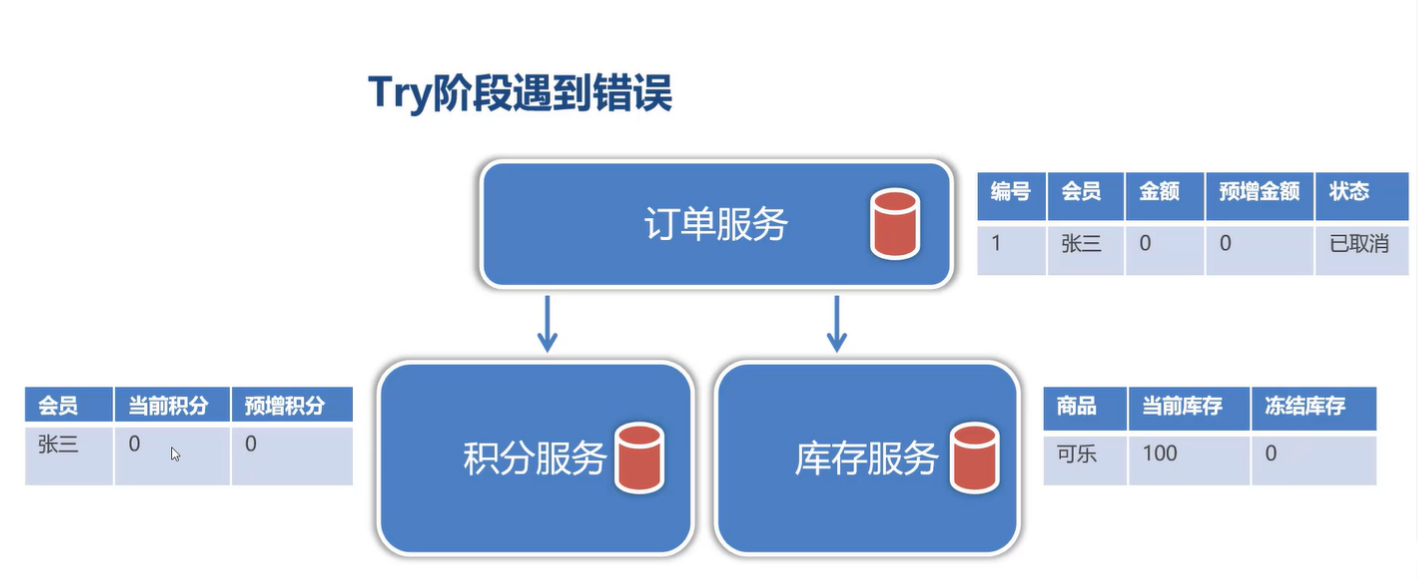 Try阶段遇到错误
订单服务
编号 会员 金额 预增金额 状态
1 张三 0 0 已取消
会员 当前积分 预增积分
张三 0 0
积分服务
库存服务
商品 当前库存 冻结库存
可乐 100 0